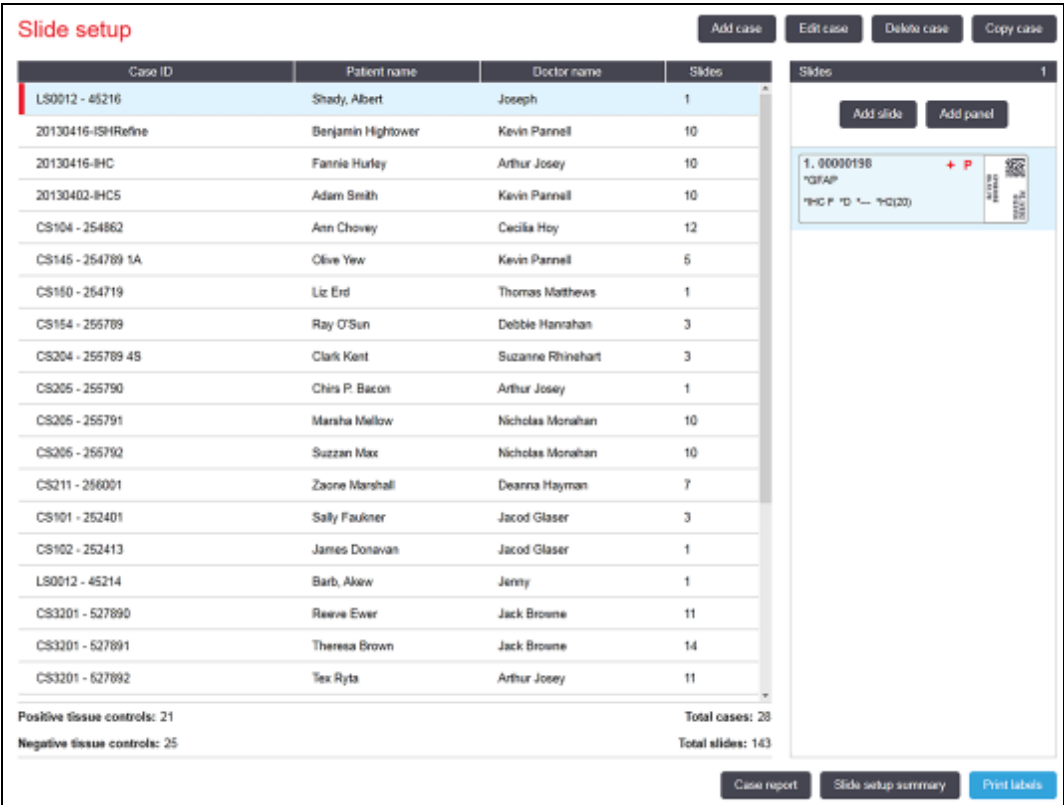 Slide setup
Add case Edit case Delete case Copy case
Case ID Patient name Doctor name Slides Slides 1
LS0012 - 45216 Shady, Albert Joseph 1
Add slide Add panel
20130416-ISHRefine Benjamin Hightower Kevin Pannell 10
20130416-IHC Fannie Hurley Arthur Josey 10
1. 00000198 + P
*GFAP
20130402-IHC5 Adam Smith Kevin Pannell 10
*IHC F *D *--- *H2(20)
CS104 - 254862 Ann Chovey Cecilia Hoy 12
CS145 - 254789 1A Olive Yew Kevin Pannell 5
CS150 - 254719 Liz Erd Thomas Matthews 1
CS154 - 255789 Ray O'Sun Debbie Hanrahan 3
CS204 - 255789 4S Clark Kent Suzanne Rhinehart 3
CS205 - 255790 Chirs P. Bacon Arthur Josey 1
CS205 - 255791 Marsha Mellow Nicholas Monahan 10
CS205 - 255792 Suzzan Max Nicholas Monahan 10
CS211 - 256001 Zaone Marshall Deanna Hayman 7
CS101 - 252401 Sally Faukner Jacod Glaser 3
CS102 - 252413 James Donavan Jacod Glaser 1
LS0012 - 45214 Barb, Akew Jenny 1
CS3201 - 527890 Reeve Ewer Jack Browne 11
CS3201 - 527891 Theresa Brown Jack Browne 14
CS3201 - 527892 Tex Ryta Arthur Josey 11
Positive tissue controls: 21 Total cases: 28
Negative tissue controls: 25 Total slides: 143
Case report Slide setup summary Print labels